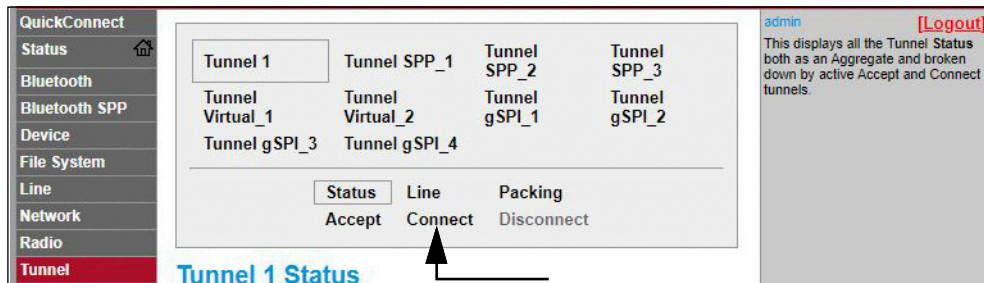 QuickConnect
Status
Bluetooth
Bluetooth SPP
Device
File System
Line
Network
Radio
Tunnel
Tunnel 1 Tunnel SPP_1 Tunnel SPP_2 Tunnel SPP_3
Tunnel Virtual_1 Tunnel Virtual_2 Tunnel gSPI_1 Tunnel gSPI_2
Tunnel gSPI_3 Tunnel gSPI_4
Status Line Packing
Accept Connect Disconnect
Tunnel 1 Status
admin [Logout]
This displays all the Tunnel Status
both as an Aggregate and broken
down by active Accept and Connect
tunnels.